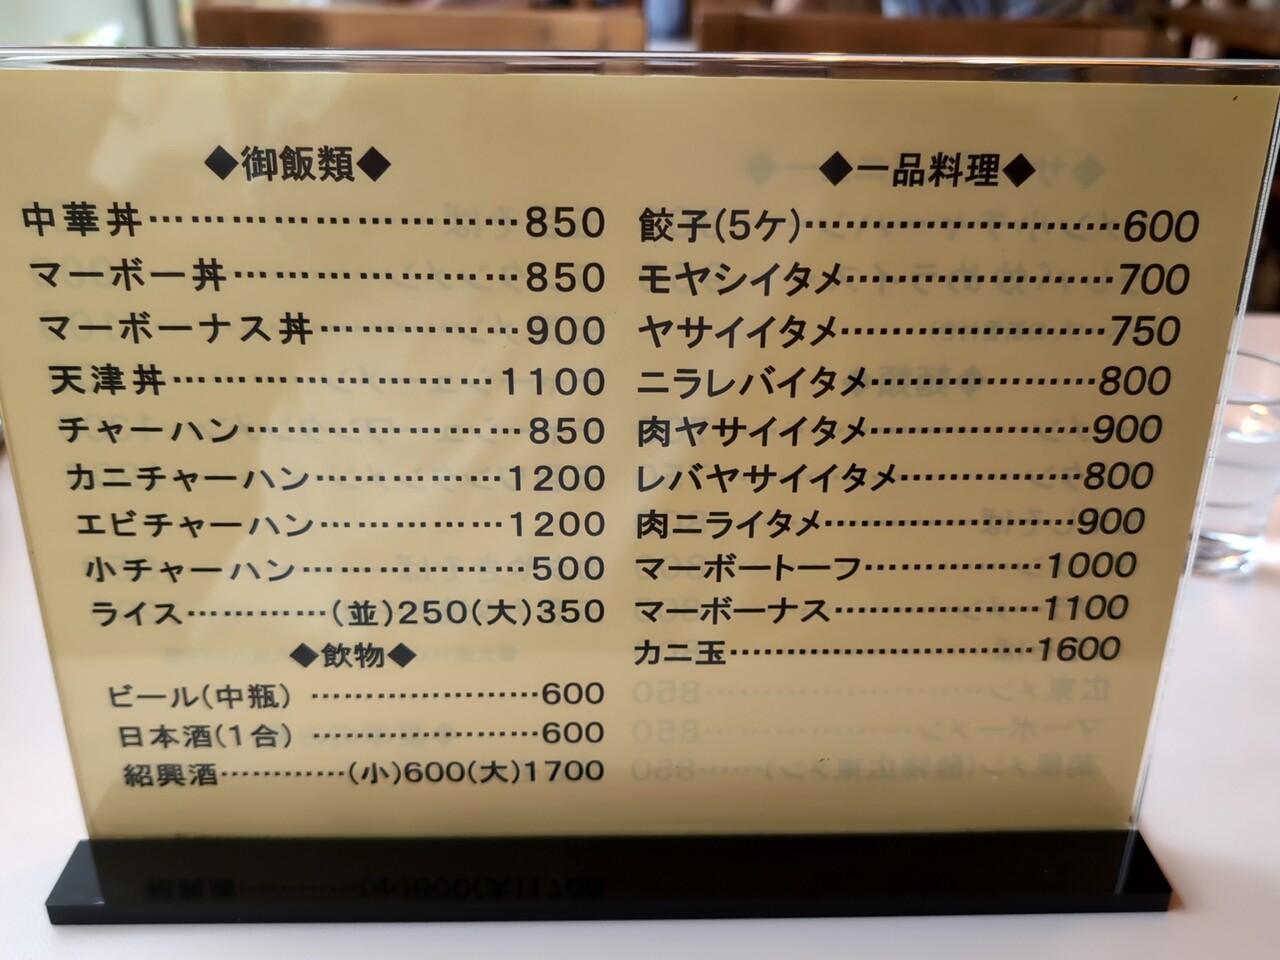 ◆御飯類◆
中華丼…………………………850
マーボー丼……………………850
マーボーナス丼………………900
天津丼………………………1100
チャーハン……………………850
カニチャーハン……………1200
エビチャーハン……………1200
小チャーハン…………………500
ライス…………(並)250(大)350
◆飲物◆
ビール(中瓶)…………………600
日本酒(1合)…………………600
紹興酒…………(小)600(大)1700
◆一品料理◆
餃子(5ケ)……………………600
モヤシイタメ…………………700
ヤサイイタメ…………………750
ニラレバイタメ………………800
肉ヤサイイタメ………………900
レバヤサイイタメ……………800
肉ニライタメ…………………900
マーボートーフ……………1000
マーボーナス………………1100
カニ玉………………………1600